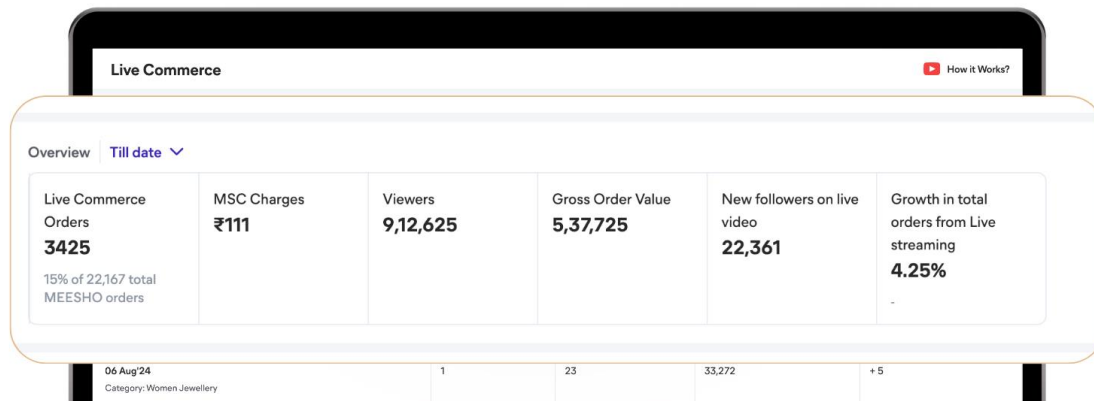 Live Commerce
How it Works?
Overview
Till date
Live Commerce
Orders
3425
15% of 22,167 total
MEESHO orders
MSC Charges
₹111
Viewers
9,12,625
Gross Order Value
5,37,725
New followers on live
video
22,361
Growth in total
orders from Live
streaming
4.25%
-
06 Aug'24
Category: Women Jewellery
1
23
33,272
+ 5